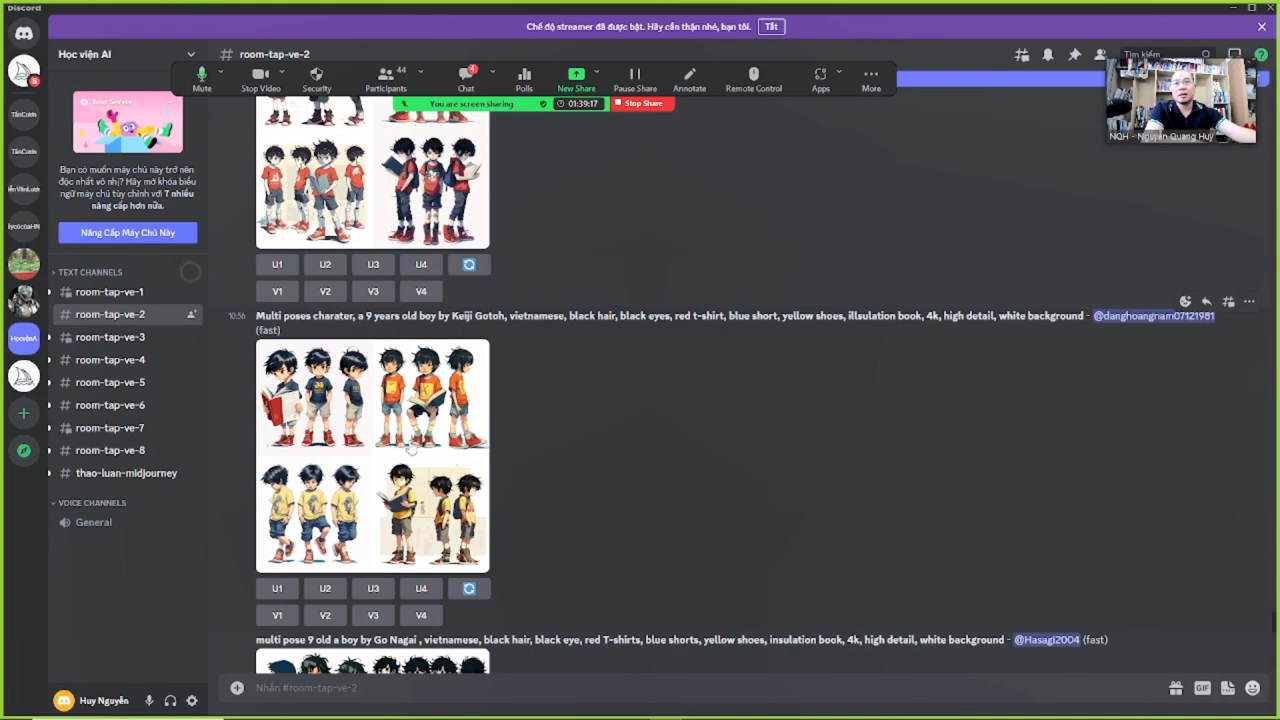 Discord
Chế độ streamer đã được bật. Hãy cẩn thận nhé, bạn tôi.
Tắt
Học viện AI
room-tap-ve-2
Tìm kiếm
Mute
Stop Video
Security
44
Participants
4
Chat
Polls
New Share
Pause Share
Annotate
Remote Control
Apps
More
You are screen sharing
01:39:17
Stop Share
NQH - Nguyễn Quang Huy
5
TấnCươn
TấnCươn
HọcviệnA
Your Server
Bạn có muốn máy chủ này trở nên
độc nhất vô nhị? Hãy mở khóa biểu
ngữ máy chủ tùy chỉnh với 7 nhiều
nâng cấp hơn nữa.
Nâng Cấp Máy Chủ Này
TEXT CHANNELS
room-tap-ve-1
room-tap-ve-2
room-tap-ve-3
room-tap-ve-4
room-tap-ve-5
room-tap-ve-6
room-tap-ve-7
room-tap-ve-8
thao-luan-midjourney
VOICE CHANNELS
General
Huy Nguyễn
U1 U2 U3 U4
V1 V2 V3 V4
10:56 Multi poses charater, a 9 years old boy by Keiji Gotoh, vietnamese, black hair, black eyes, red t-shirt, blue short, yellow shoes, illsulation book, 4k, high detail, white background - @danghoangnam07121981
(fast)
U1 U2 U3 U4
V1 V2 V3 V4
multi pose 9 old a boy by Go Nagai , vietnamese, black hair, black eye, red T-shirts, blue shorts, yellow shoes, insulation book, 4k, high detail, white background - @Hasagi2004 (fast)
Nhắn #room-tap-ve-2
GIF